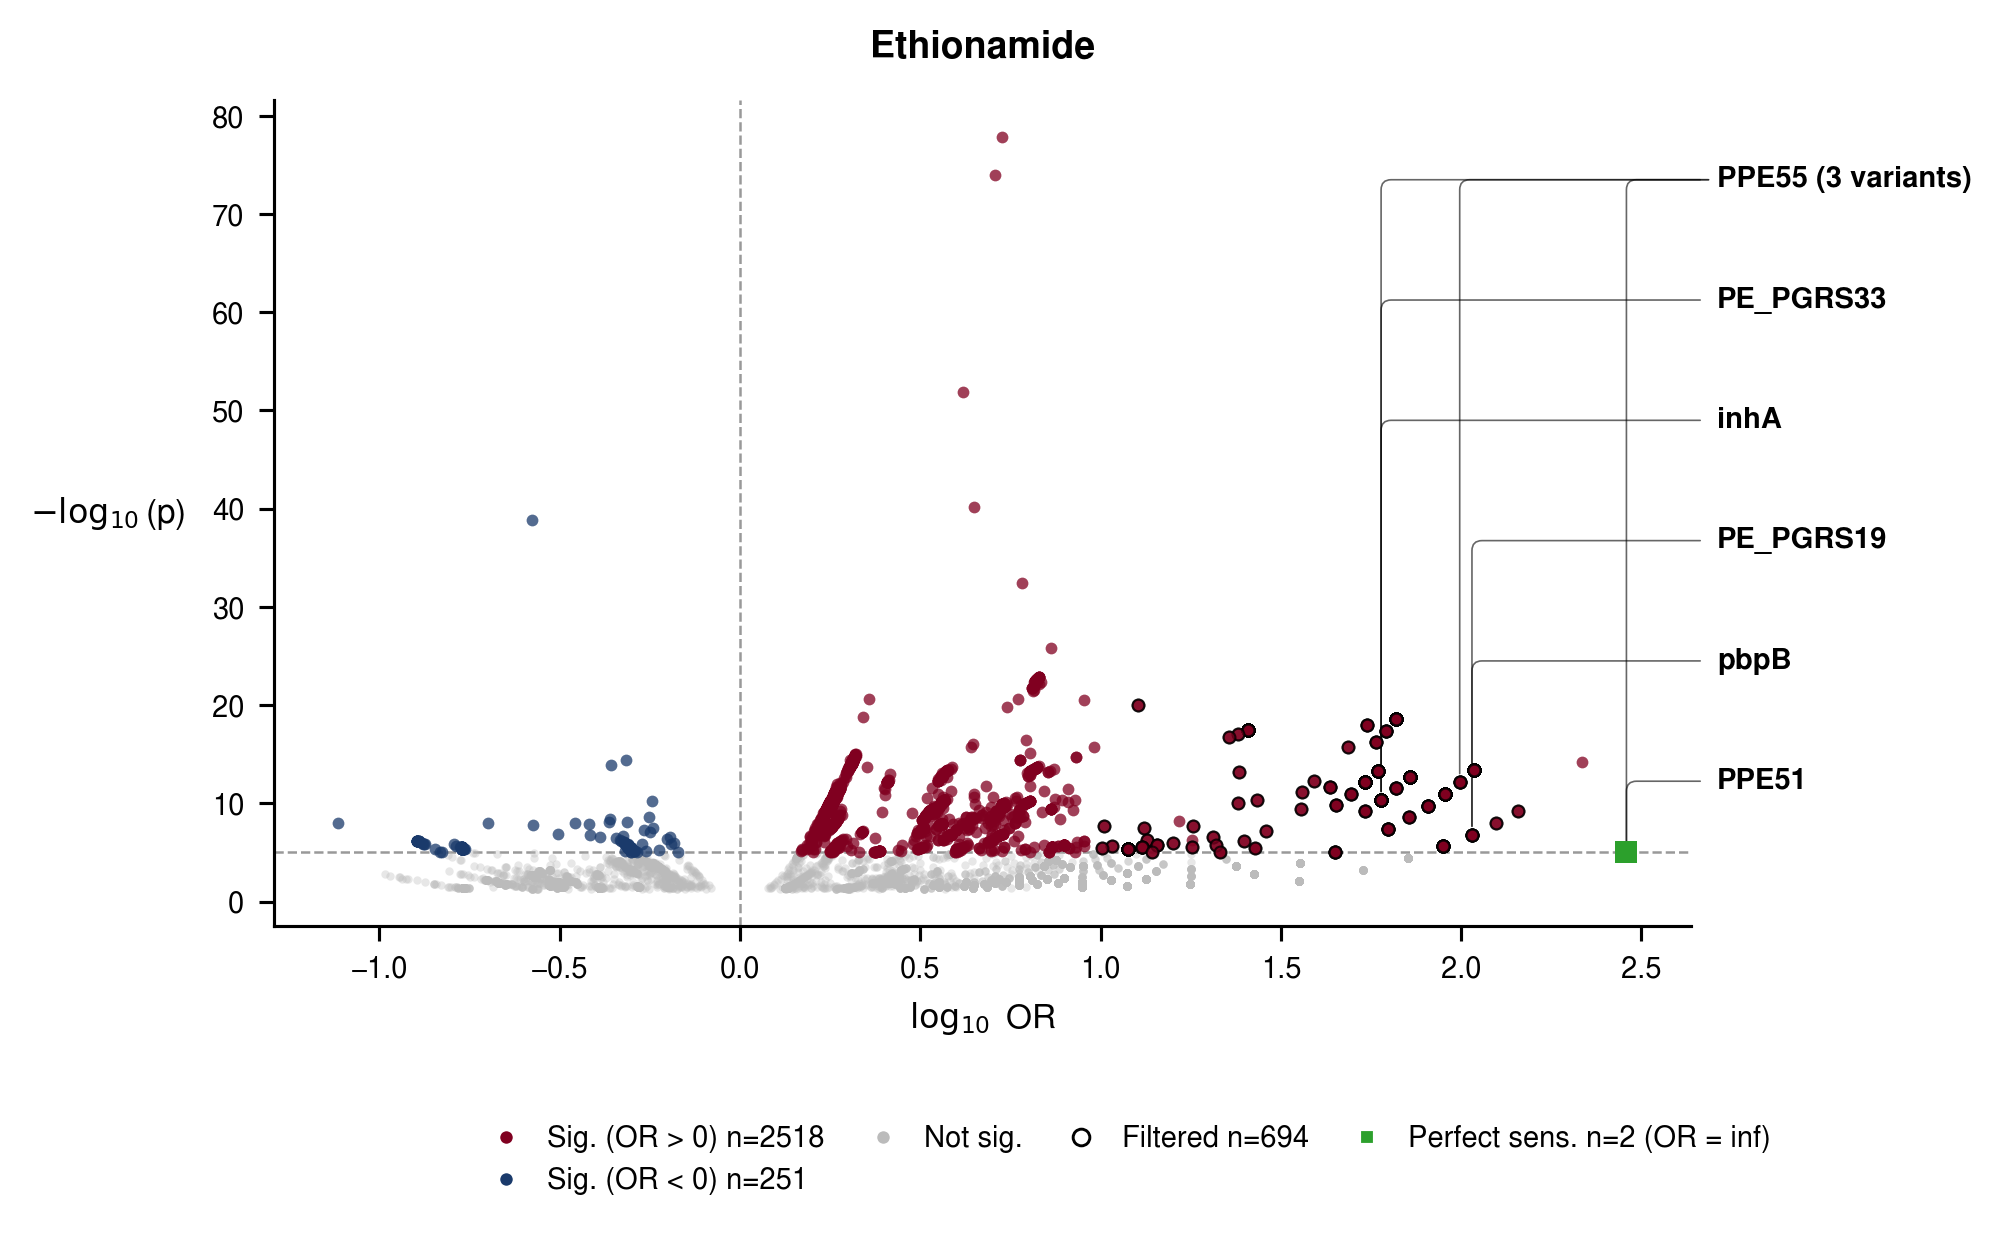 Ethionamide
80
70
60
50
40
30
20
10
0
−log10 (p)
PPE55 (3 variants)
PE_PGRS33
inhA
PE_PGRS19
pbpB
PPE51
−1.0 −0.5 0.0 0.5 1.0 1.5 2.0 2.5
log10 OR
Sig. (OR > 0) n=2518 Not sig. Filtered n=694 Perfect sens. n=2 (OR = inf)
Sig. (OR < 0) n=251